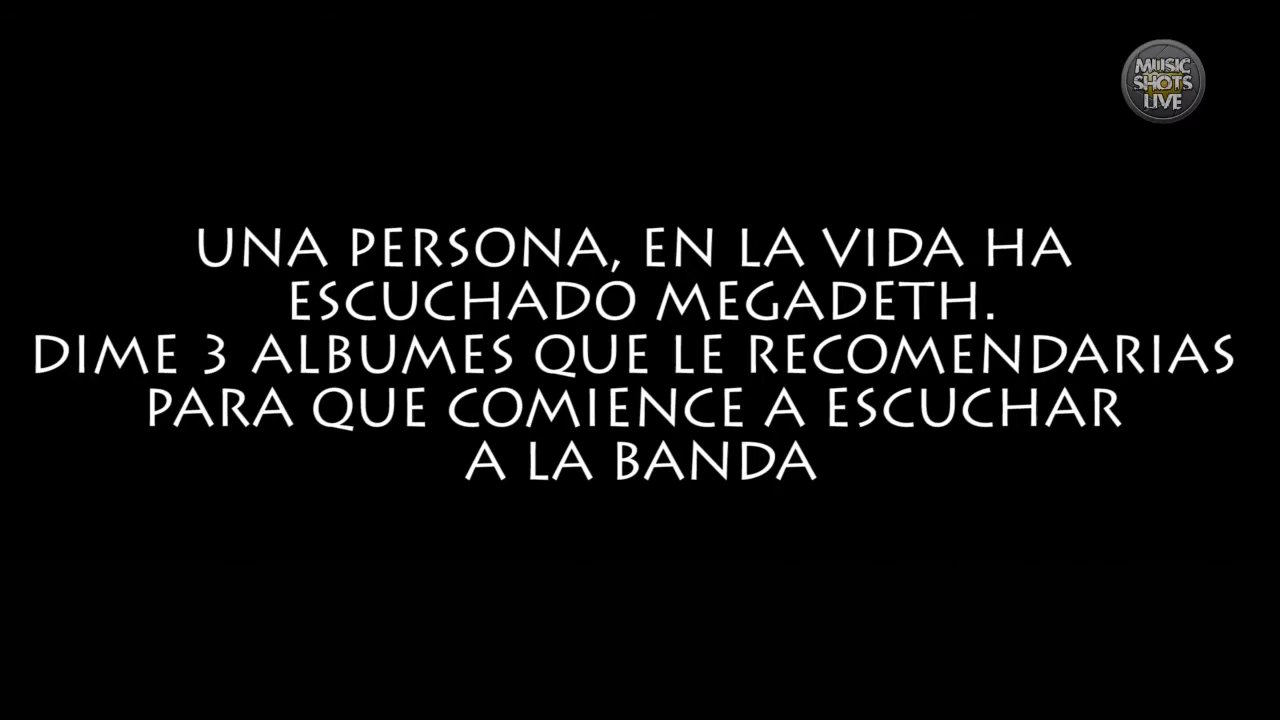 MUSIC
SHOTS
LIVE
UNA PERSONA, EN LA VIDA HA
ESCUCHADO MEGADETH.
DIME 3 ALBUMES QUE LE RECOMENDARIAS
PARA QUE COMIENCE A ESCUCHAR
A LA BANDA